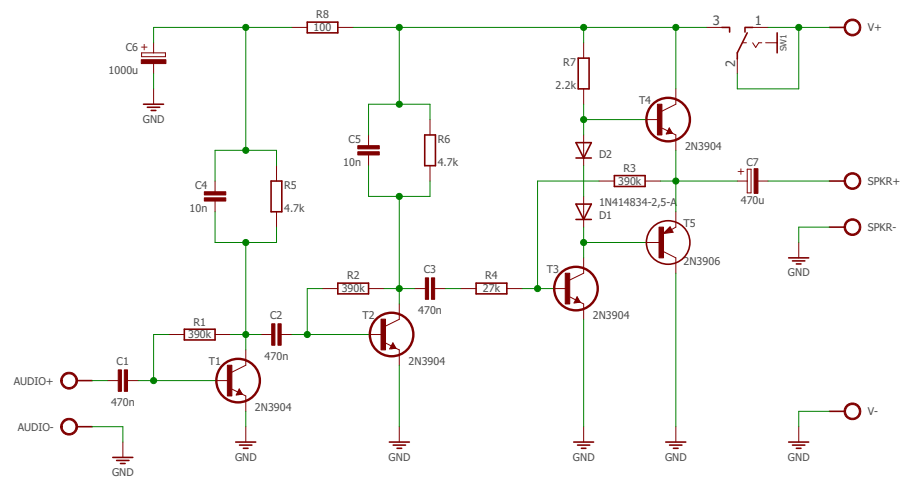 R8
100
3
1
V+
C6
+
1000u
GND
SW1
2
R7
2.2k
T4
2N3904
C5
10n
R6
4.7k
D2
R3
390k
C7
+
470u
SPKR+
C4
10n
R5
4.7k
1N414834-2,5-A
D1
T5
2N3906
SPKR-
GND
R2
390k
C3
470n
R4
27k
T3
2N3904
R1
390k
C2
470n
T2
2N3904
C1
470n
T1
2N3904
AUDIO+
AUDIO-
V-
GND
GND
GND
GND
GND
GND